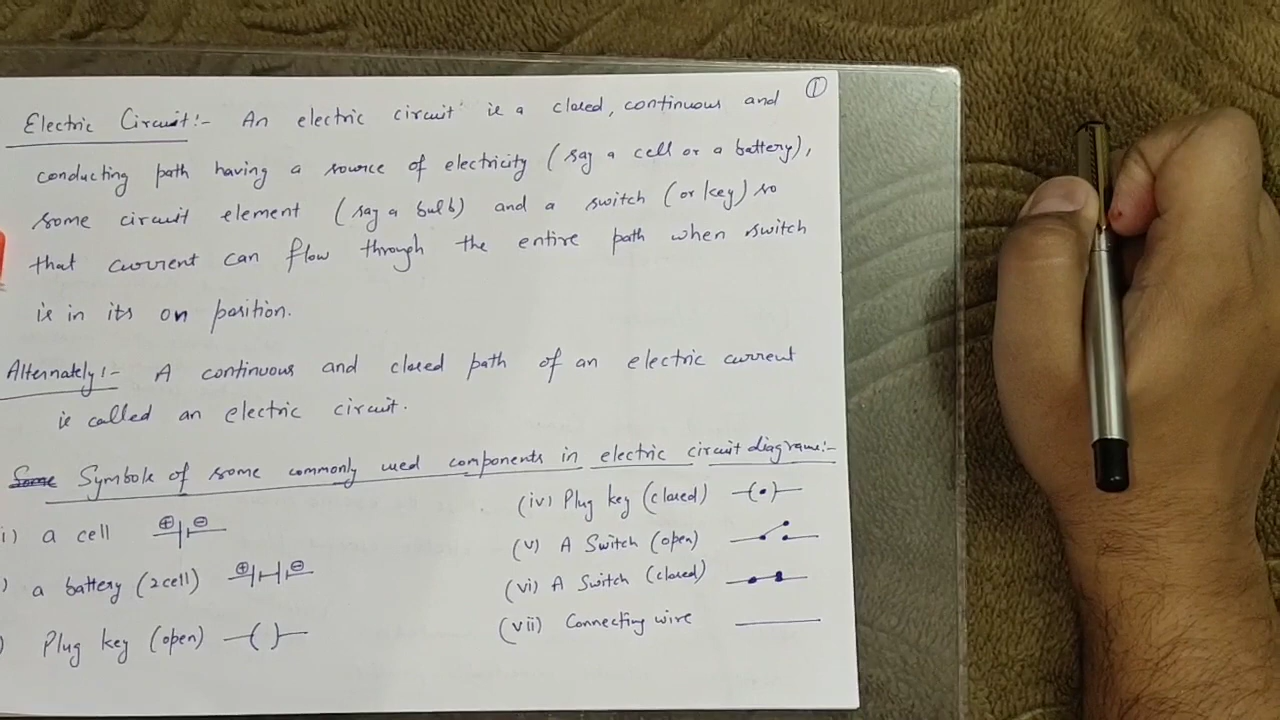 ①
Electric Circuit :- An electric circuit is a closed, continuous and
conducting path having a source of electricity (say a cell or a battery),
some circuit element (say a bulb) and a switch (or key) so
that current can flow through the entire path when switch
is in its on position.
Alternately :- A continuous and closed path of an electric current
is called an electric circuit.
Some Symbols of some commonly used components in electric circuit diagrams :-
i) a cell ⊕ ⊖
) a battery (2cell) ⊕ ⊖
) Plug key (open)
(iv) Plug key (closed)
(v) A Switch (open)
(vi) A Switch (closed)
(vii) Connecting wire